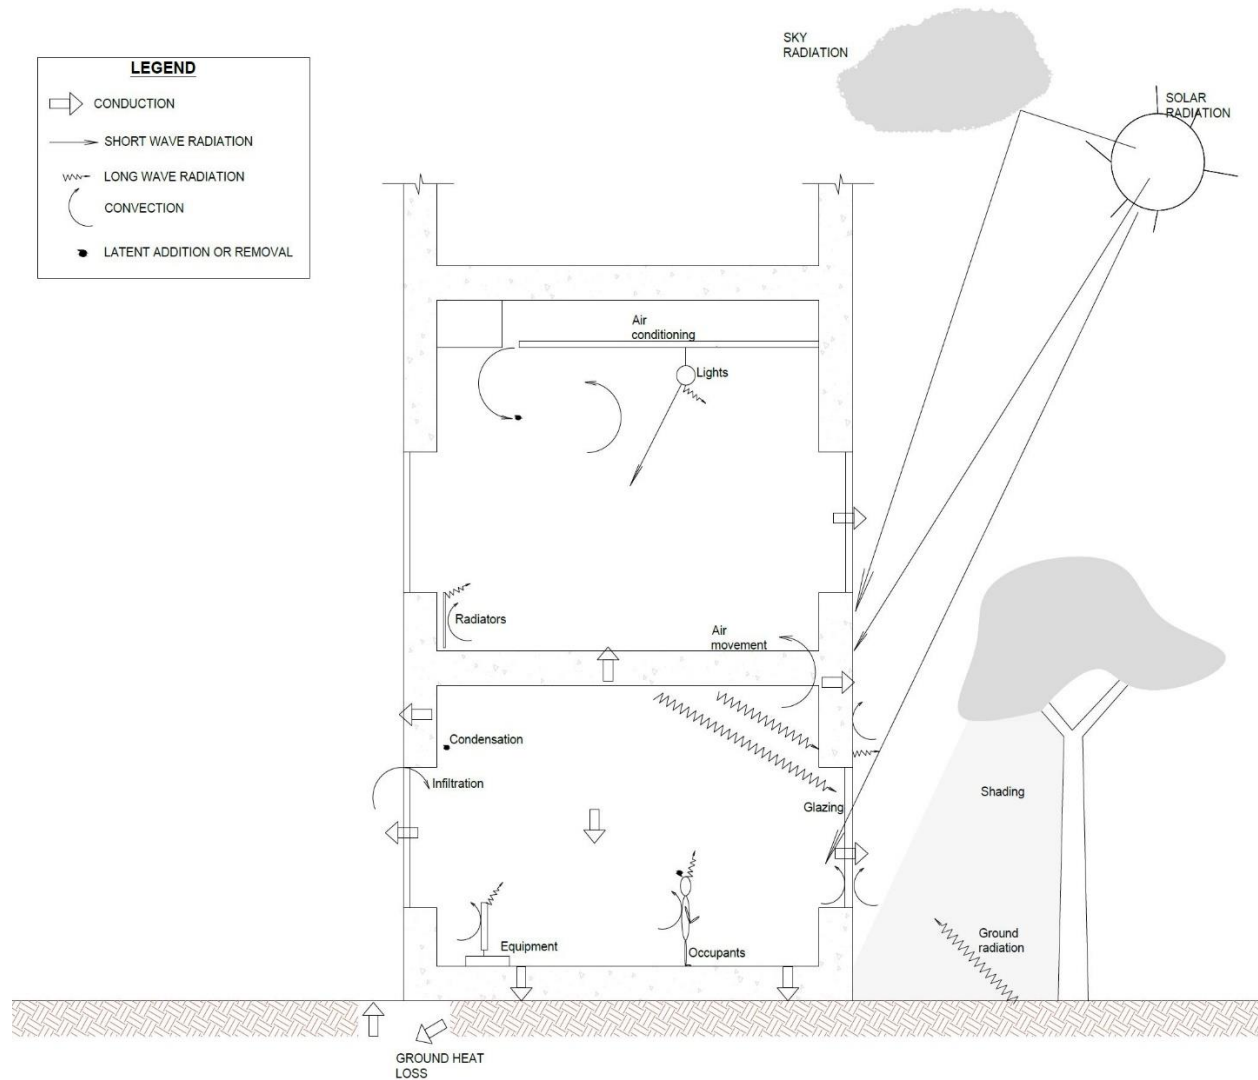 SKY
RADIATION
LEGEND
CONDUCTION
SHORT WAVE RADIATION
LONG WAVE RADIATION
CONVECTION
LATENT ADDITION OR REMOVAL
SOLAR
RADIATION
Air
conditioning
Lights
Radiators
Air
movement
Condensation
Infiltration
Glazing
Shading
Equipment
Occupants
Ground
radiation
GROUND HEAT
LOSS